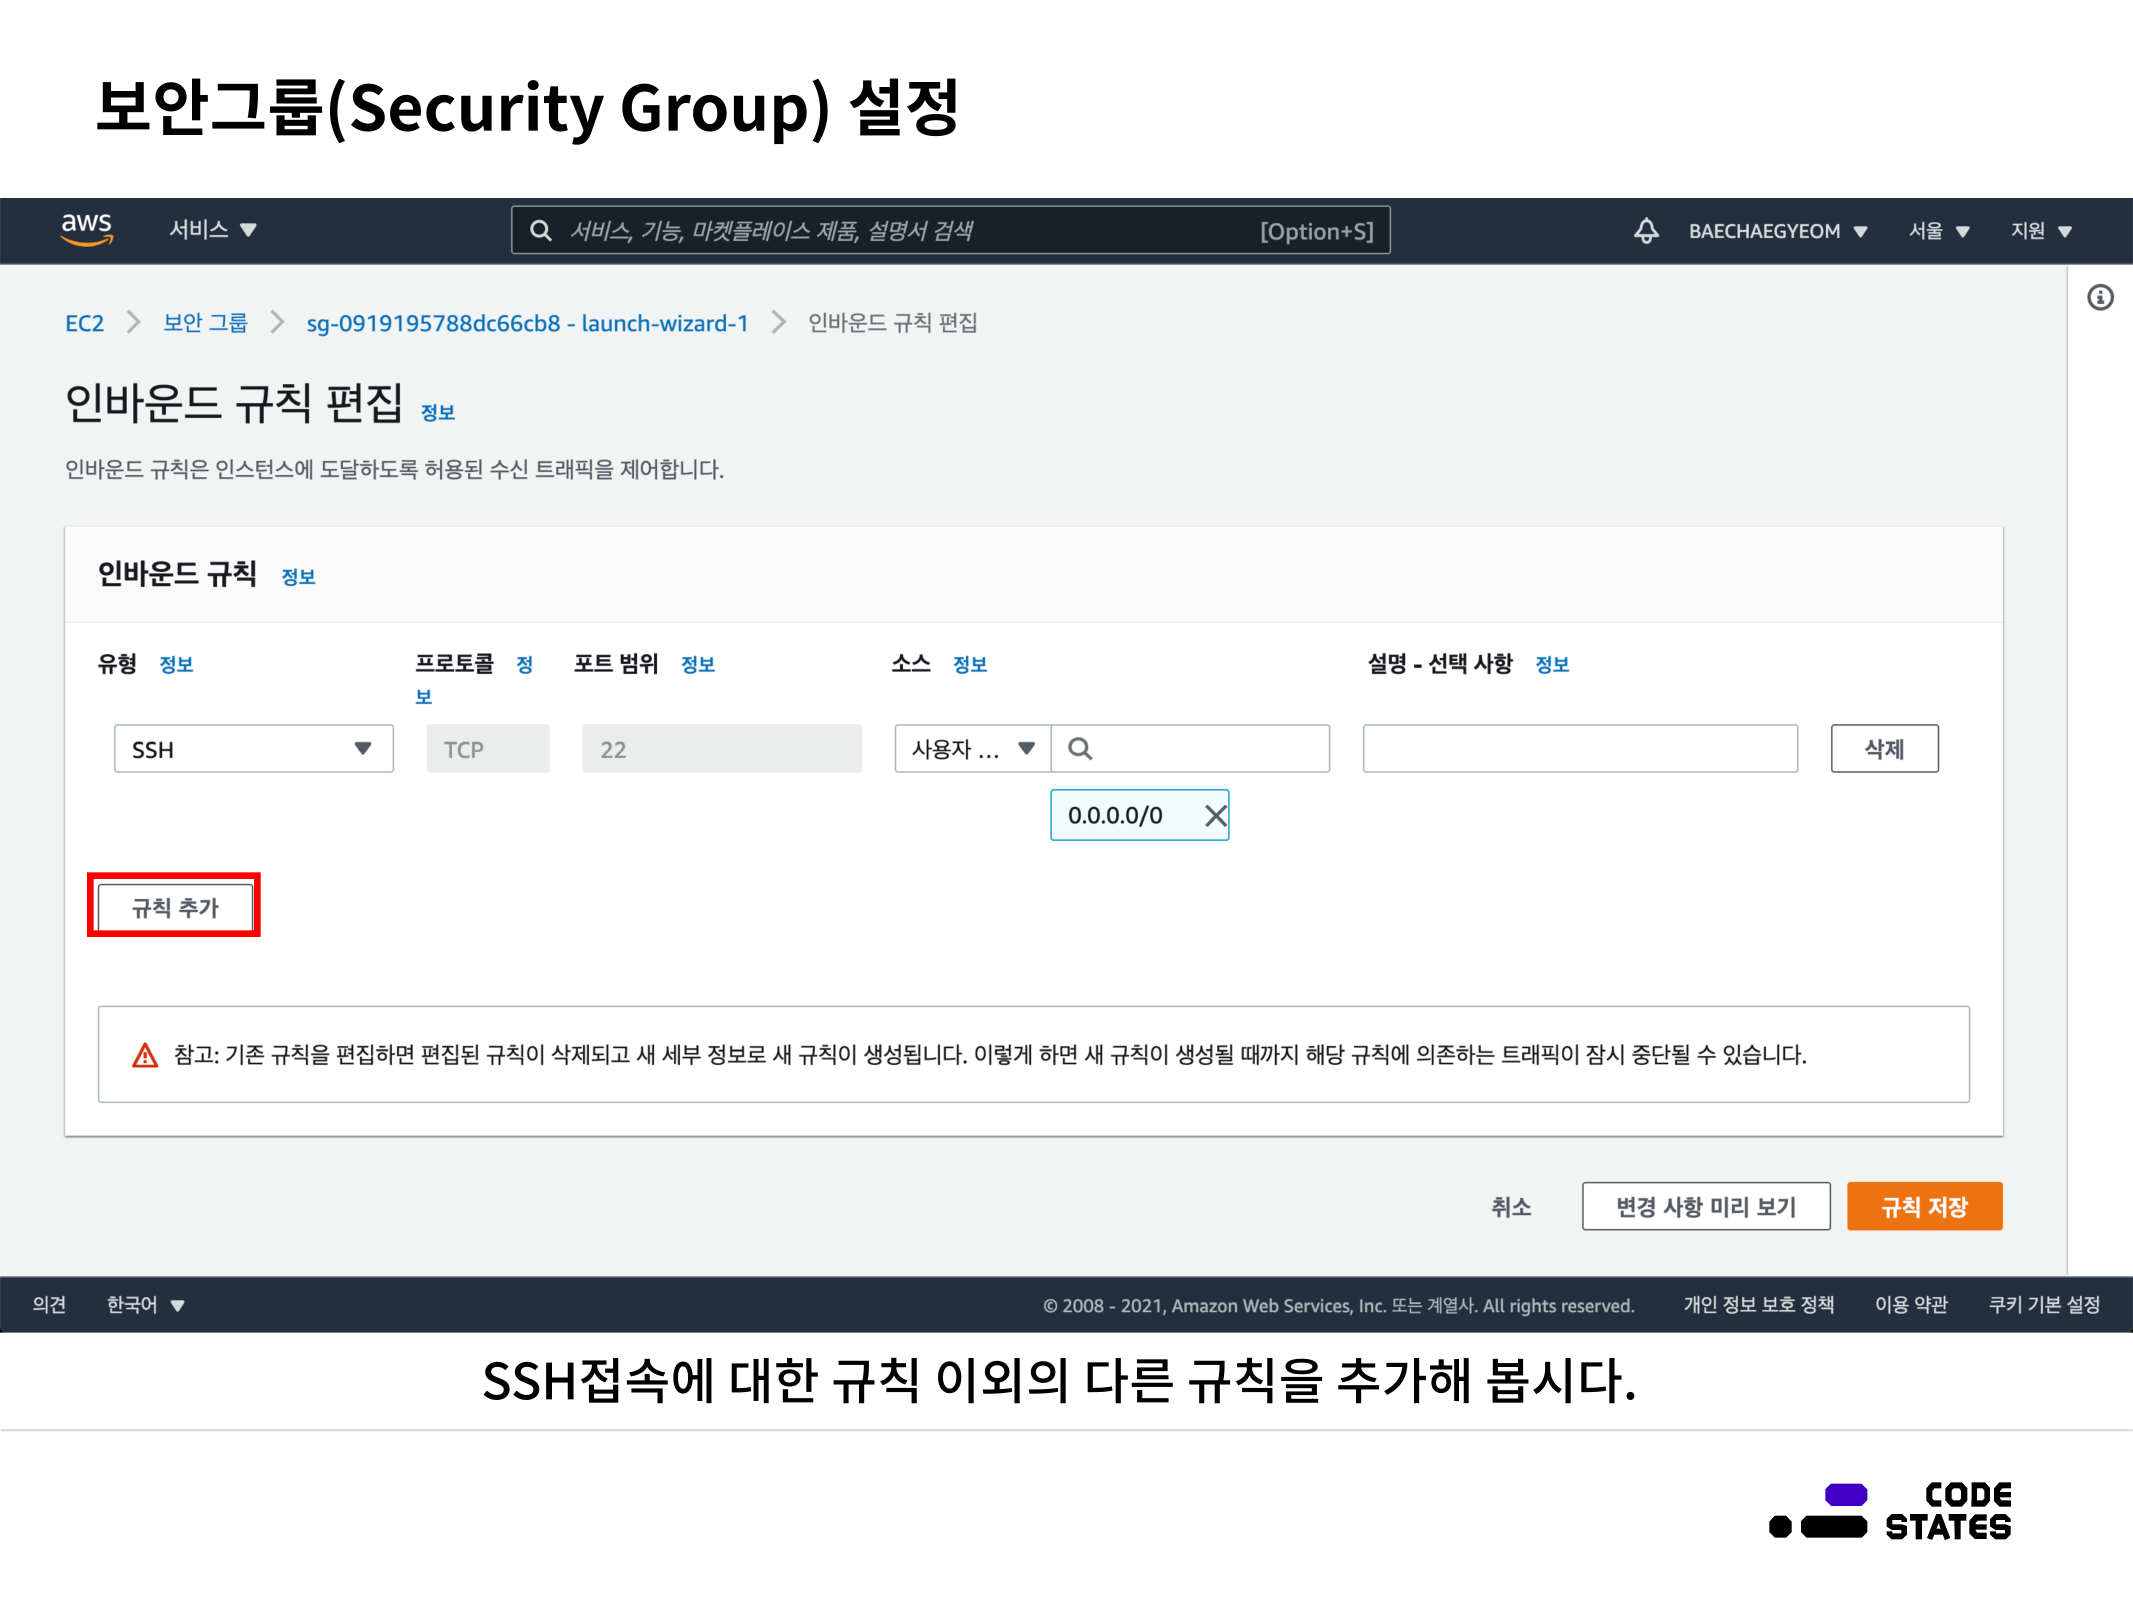 보안그룹(Security Group) 설정
aws 서비스 서비스, 기능, 마켓플레이스 제품, 설명서 검색 [Option+S] BAECHAEGYEOM 서울 지원
EC2 보안 그룹 sg-0919195788dc66cb8 - launch-wizard-1 인바운드 규칙 편집
인바운드 규칙 편집 정보
인바운드 규칙은 인스턴스에 도달하도록 허용된 수신 트래픽을 제어합니다.
인바운드 규칙 정보
유형 정보 프로토콜 정보 포트 범위 정보 소스 정보 설명 - 선택 사항 정보
SSH TCP 22 사용자 ... 삭제
0.0.0.0/0
규칙 추가
참고: 기존 규칙을 편집하면 편집된 규칙이 삭제되고 새 세부 정보로 새 규칙이 생성됩니다. 이렇게 하면 새 규칙이 생성될 때까지 해당 규칙에 의존하는 트래픽이 잠시 중단될 수 있습니다.
취소 변경 사항 미리 보기 규칙 저장
의견 한국어 © 2008 - 2021, Amazon Web Services, Inc. 또는 계열사. All rights reserved. 개인 정보 보호 정책 이용 약관 쿠키 기본 설정
SSH접속에 대한 규칙 이외의 다른 규칙을 추가해 봅시다.
CODE
STATES